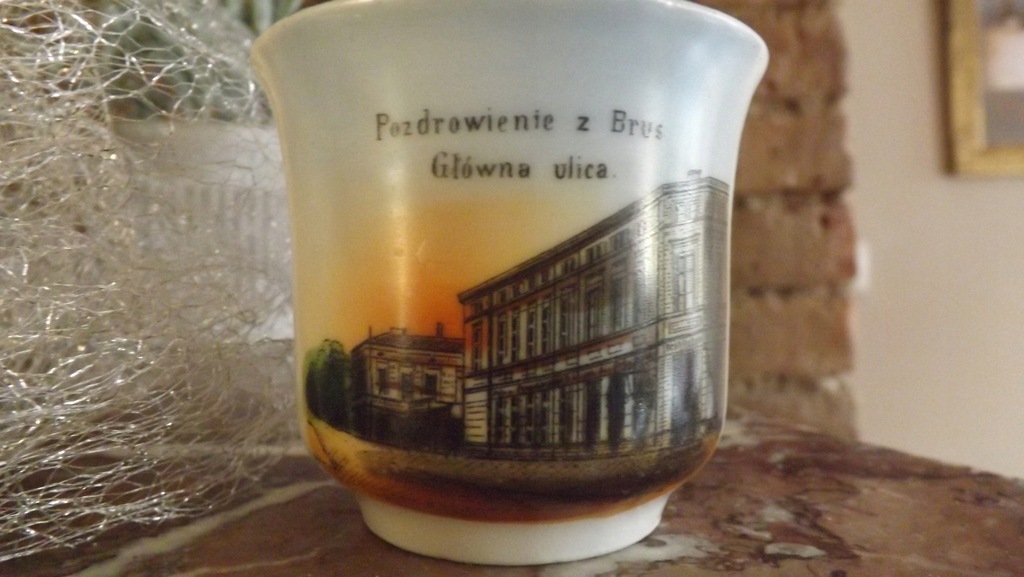 Pozdrowienie z Brus
Główna ulica.